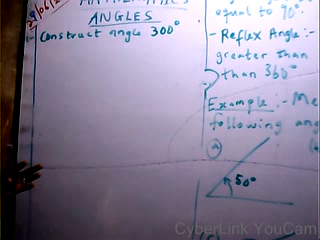 ANGLES
Construct angle 300°
equal to 90°.
- Reflex Angle:-
greater than
than 360°
Example:- Me
following ang
a
50°
CyberLink YouCam